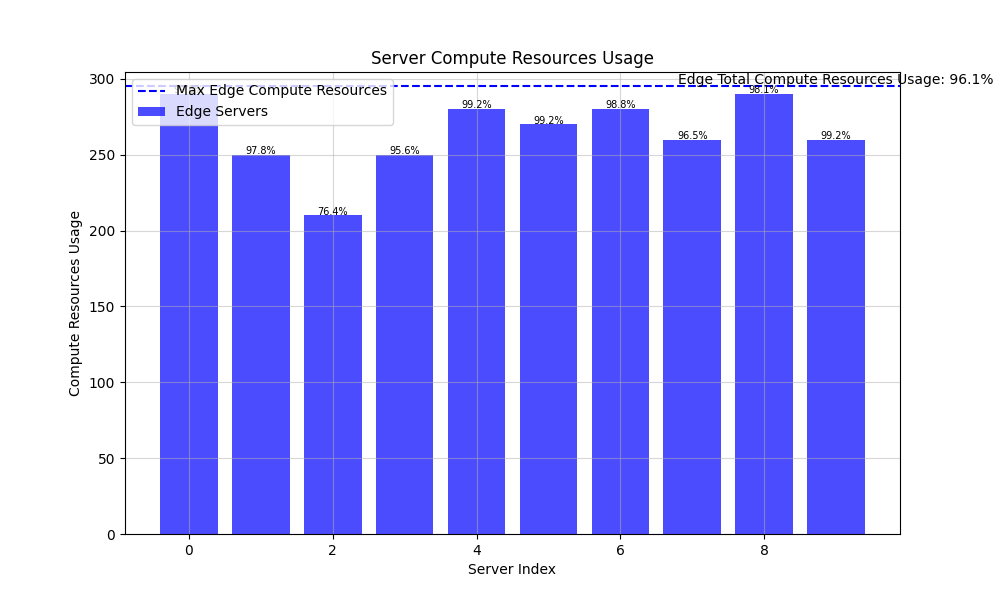 Server Compute Resources Usage
Edge Total Compute Resources Usage: 96.1%
Max Edge Compute Resources
Edge Servers
97.8%
76.4%
95.6%
99.2%
99.2%
98.8%
96.5%
98.1%
99.2%
300
250
200
150
100
50
0
Compute Resources Usage
0 2 4 6 8
Server Index